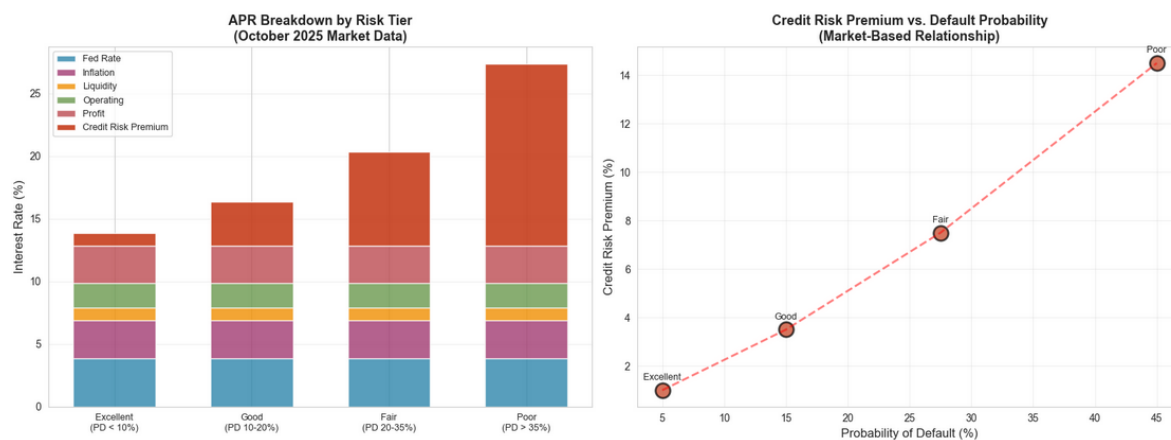 APR Breakdown by Risk Tier
(October 2025 Market Data)
Interest Rate (%)
25
20
15
10
5
0
Fed Rate
Inflation
Liquidity
Operating
Profit
Credit Risk Premium
Excellent
(PD < 10%)
Good
(PD 10-20%)
Fair
(PD 20-35%)
Poor
(PD > 35%)
Credit Risk Premium vs. Default Probability
(Market-Based Relationship)
Credit Risk Premium (%)
14
12
10
8
6
4
2
Poor
Fair
Good
Excellent
5
10
15
20
25
30
35
40
45
Probability of Default (%)